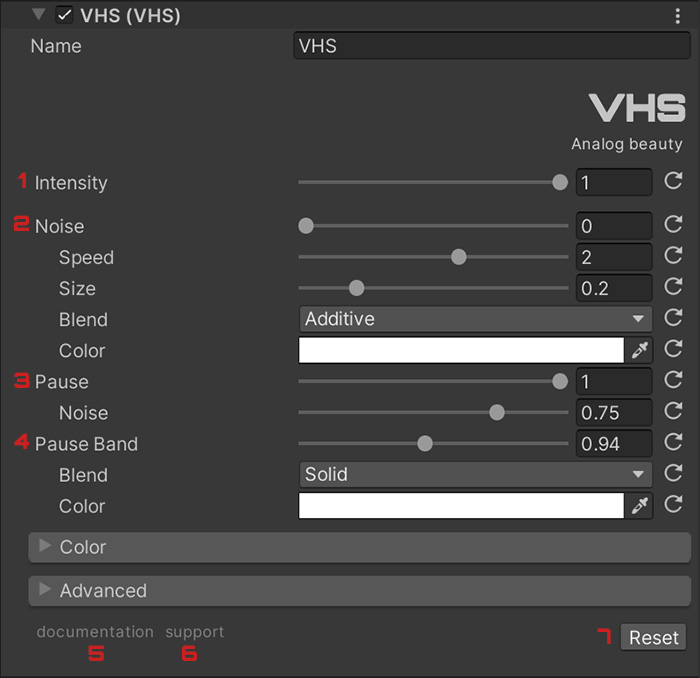 VHS (VHS)
Name VHS
VHS
Analog beauty
1 Intensity 1
2 Noise 0
Speed 2
Size 0.2
Blend Additive
Color
3 Pause 1
Noise 0.75
4 Pause Band 0.94
Blend Solid
Color
Color
Advanced
documentation support
5 6 7 Reset